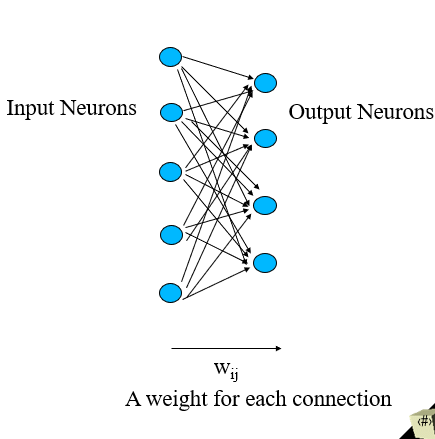 Input Neurons
Output Neurons
wij
A weight for each connection
‹#›